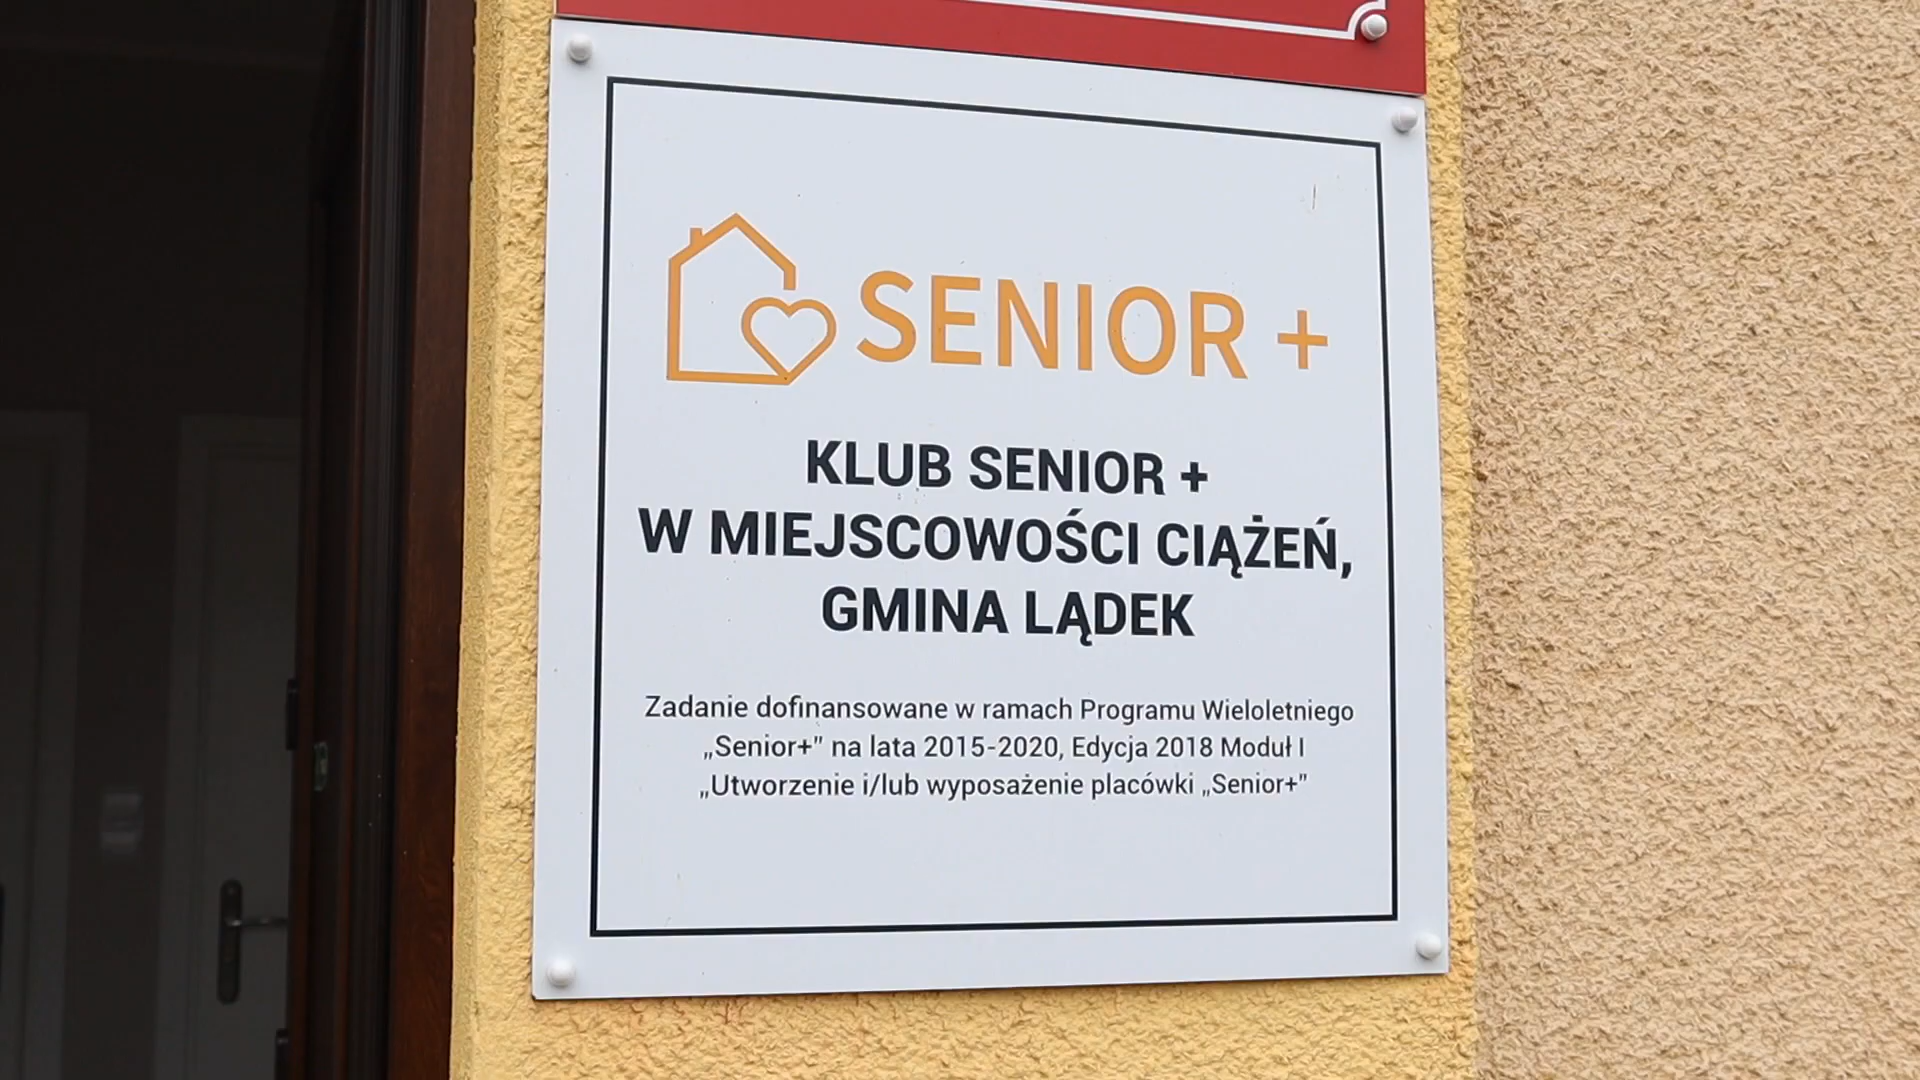 SENIOR +
KLUB SENIOR +
W MIEJSCOWOŚCI CIĄŻEŃ,
GMINA LĄDEK
Zadanie dofinansowane w ramach Programu Wieloletniego
„Senior+” na lata 2015-2020, Edycja 2018 Moduł I
„Utworzenie i/lub wyposażenie placówki „Senior+”